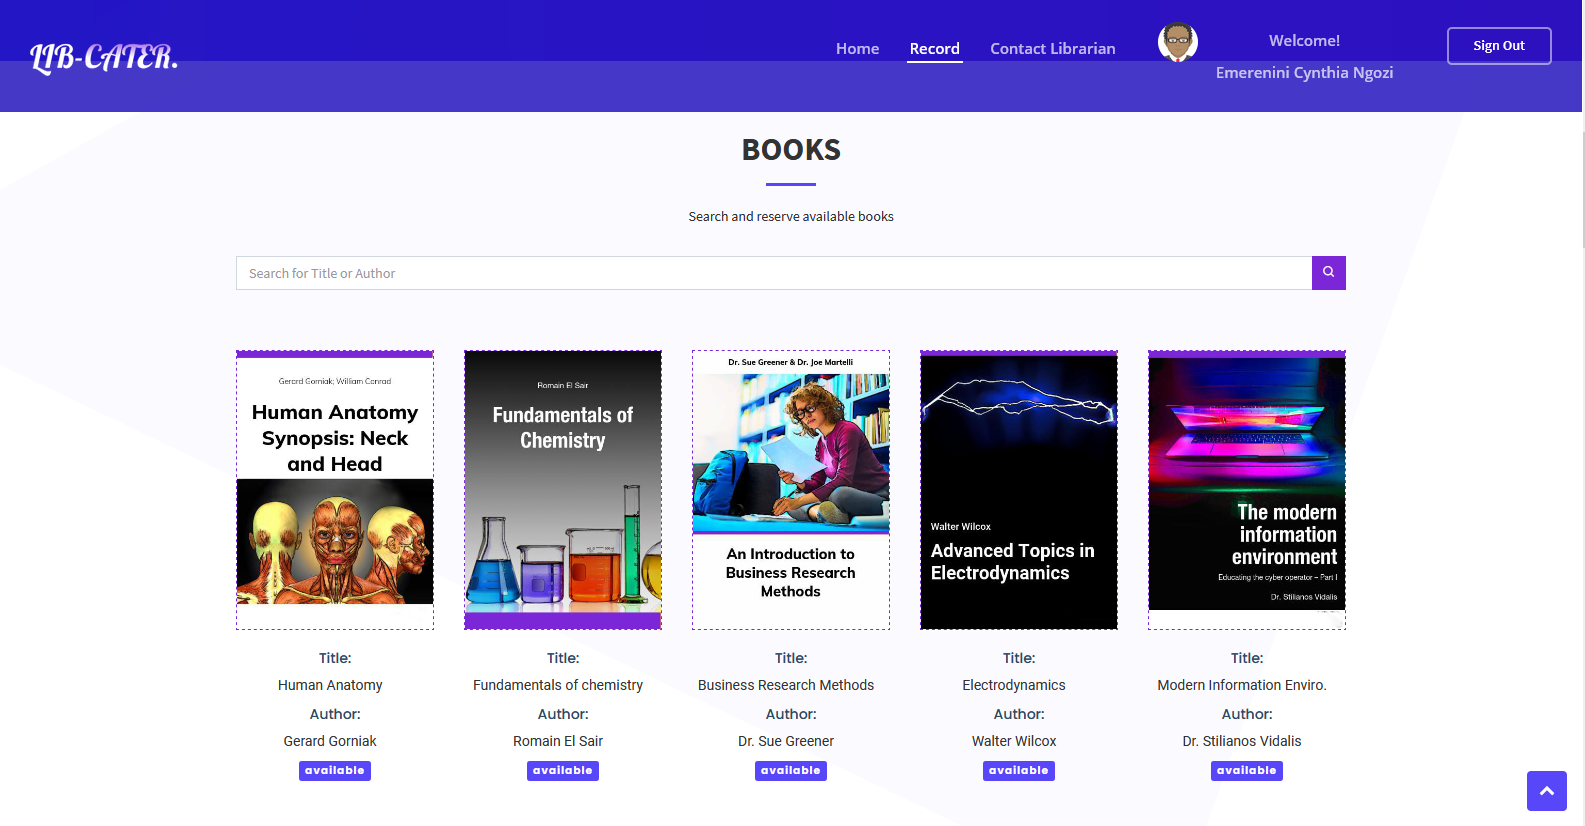 LIB-CATER.
Home
Record
Contact Librarian
Welcome!
Emerenini Cynthia Ngozi
Sign Out
BOOKS
Search and reserve available books
Search for Title or Author
Gerard Gorniak; William Conrad
Human Anatomy
Synopsis: Neck
and Head
Romain El Sair
Fundamentals of
Chemistry
Dr. Sue Greener & Dr. Joe Martelli
An Introduction to
Business Research
Methods
Walter Wilcox
Advanced Topics in
Electrodynamics
The modern
information
environment
Educating the cyber operator – Part I
Dr. Stilianos Vidalis
Title:
Human Anatomy
Author:
Gerard Gorniak
available
Title:
Fundamentals of chemistry
Author:
Romain El Sair
available
Title:
Business Research Methods
Author:
Dr. Sue Greener
available
Title:
Electrodynamics
Author:
Walter Wilcox
available
Title:
Modern Information Enviro.
Author:
Dr. Stilianos Vidalis
available